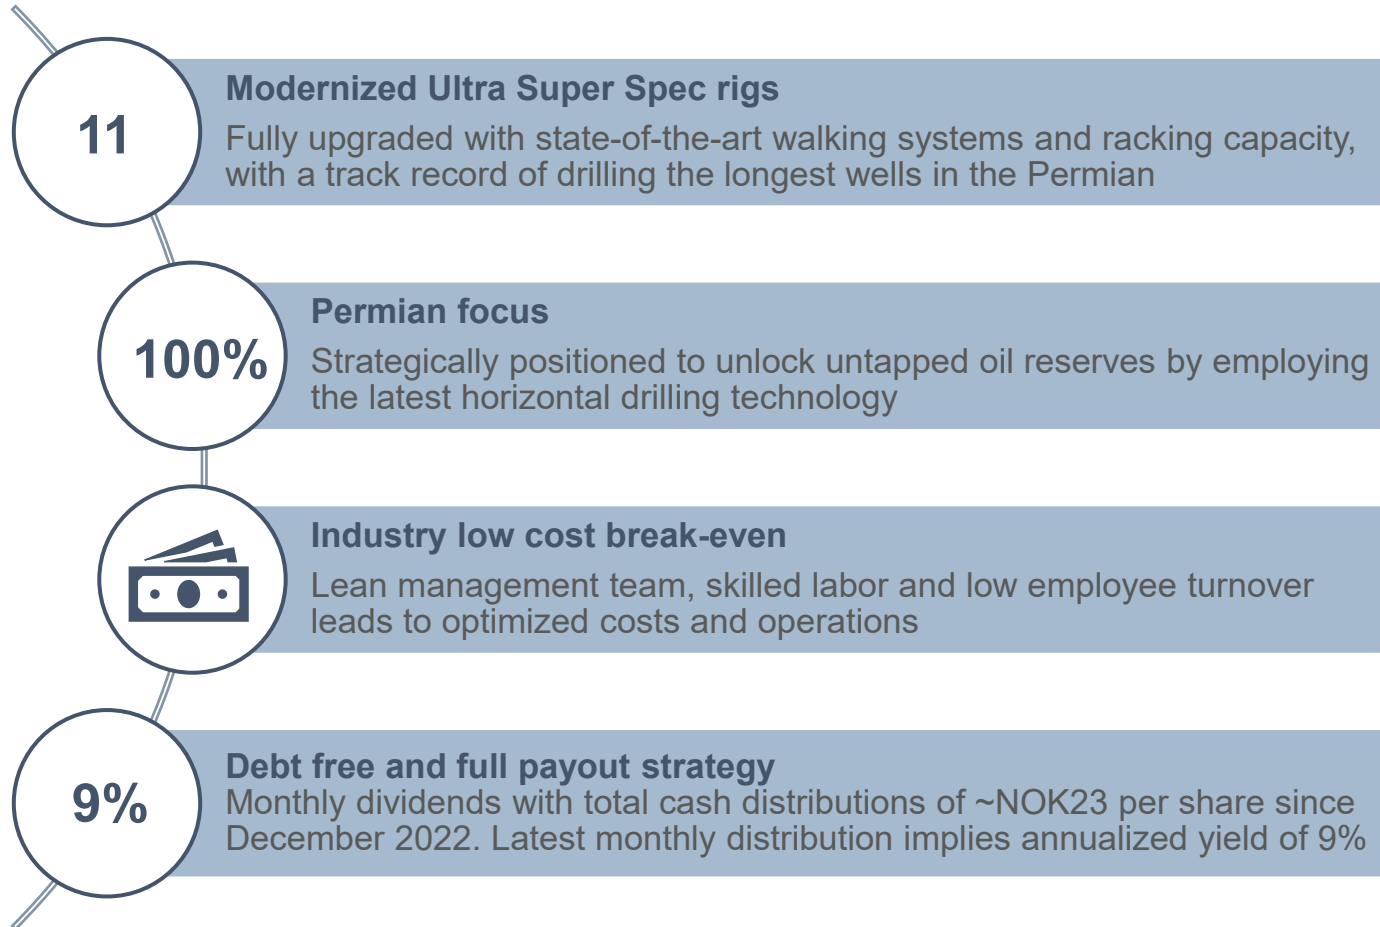 11
Modernized Ultra Super Spec rigs
Fully upgraded with state-of-the-art walking systems and racking capacity,
with a track record of drilling the longest wells in the Permian
100%
Permian focus
Strategically positioned to unlock untapped oil reserves by employing
the latest horizontal drilling technology
Industry low cost break-even
Lean management team, skilled labor and low employee turnover
leads to optimized costs and operations
9%
Debt free and full payout strategy
Monthly dividends with total cash distributions of ~NOK23 per share since
December 2022. Latest monthly distribution implies annualized yield of 9%